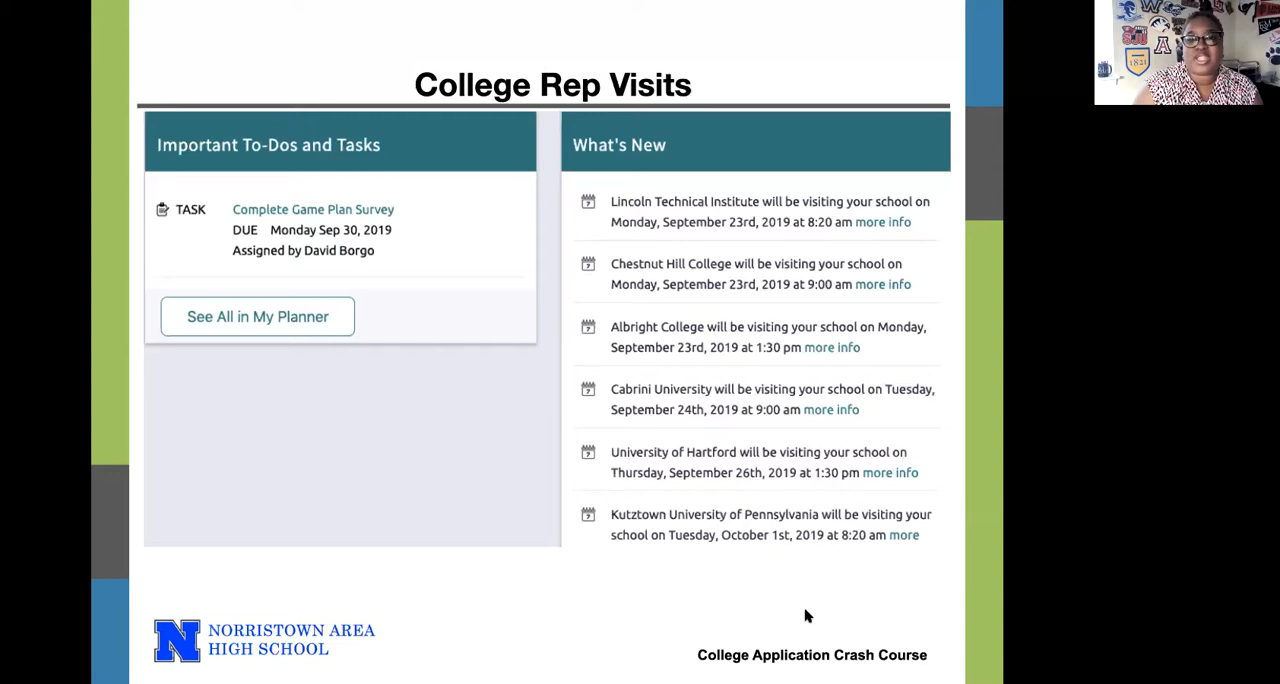 College Rep Visits
Important To-Dos and Tasks
TASK
Complete Game Plan Survey
DUE Monday Sep 30, 2019
Assigned by David Borgo
See All in My Planner
What's New
Lincoln Technical Institute will be visiting your school on
Monday, September 23rd, 2019 at 8:20 am more info
Chestnut Hill College will be visiting your school on
Monday, September 23rd, 2019 at 9:00 am more info
Albright College will be visiting your school on Monday,
September 23rd, 2019 at 1:30 pm more info
Cabrini University will be visiting your school on Tuesday,
September 24th, 2019 at 9:00 am more info
University of Hartford will be visiting your school on
Thursday, September 26th, 2019 at 1:30 pm more info
Kutztown University of Pennsylvania will be visiting your
school on Tuesday, October 1st, 2019 at 8:20 am more
N
NORRISTOWN AREA
HIGH SCHOOL
College Application Crash Course
W
A
1821